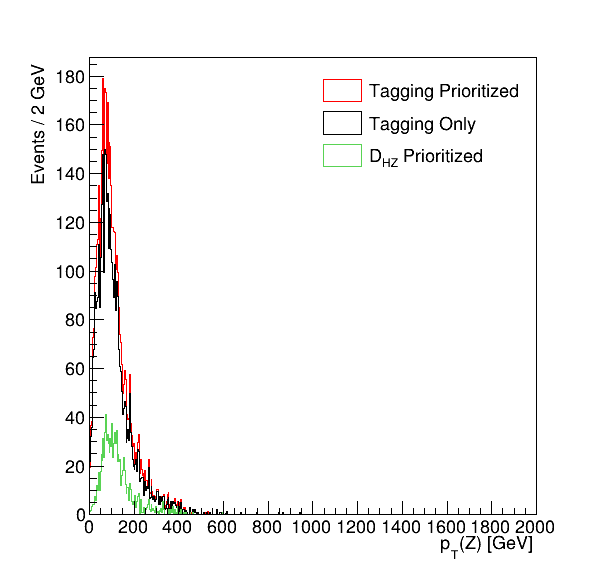 Events / 2 GeV
180
160
140
120
100
80
60
40
20
0
Tagging Prioritized
Tagging Only
D_HZ Prioritized
0 200 400 600 800 1000 1200 1400 1600 1800 2000
p_T(Z) [GeV]